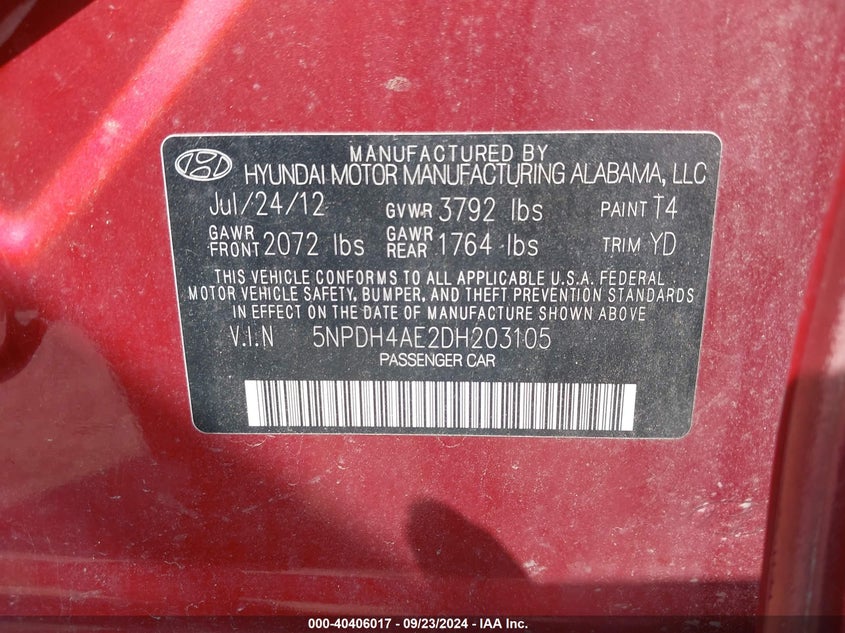 MANUFACTURED BY
HYUNDAI MOTOR MANUFACTURING ALABAMA, LLC
Jul/24/12 GVWR 3792 lbs PAINT T4
GAWR FRONT 2072 lbs GAWR REAR 1764 lbs TRIM YD
THIS VEHICLE CONFORMS TO ALL APPLICABLE U.S.A. FEDERAL
MOTOR VEHICLE SAFETY, BUMPER, AND THEFT PREVENTION STANDARDS
IN EFFECT ON THE DATE OF MANUFACTURE SHOWN ABOVE
V.I.N 5NPDH4AE2DH203105
PASSENGER CAR
000-40406017 - 09/23/2024 - IAA Inc.